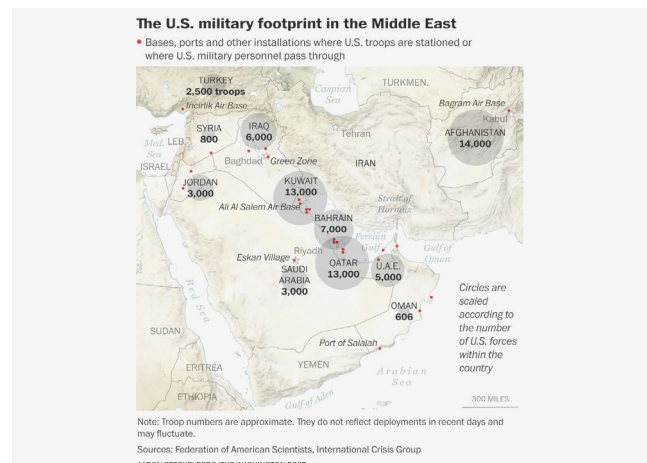 The U.S. military footprint in the Middle East
Bases, ports and other installations where U.S. troops are stationed or
where U.S. military personnel pass through
TURKEY
2,500 troops
Incirlik Air Base
Caspian
Sea
TURKMEN.
Bagram Air Base
Kabul
AFGHANISTAN
14,000
SYRIA
800
IRAQ
6,000
Tehran
Med.
Sea
LEB.
Baghdad
Green Zone
IRAN
ISRAEL
JORDAN
3,000
KUWAIT
13,000
Ali Al Salem Air Base
Strait of
Hormuz
BAHRAIN
7,000
Persian
Gulf
Gulf of
Oman
Eskan Village
Riyadh
SAUDI
ARABIA
3,000
QATAR
13,000
U.A.E.
5,000
OMAN
606
Circles are
scaled
according to
the number
of U.S. forces
within the
country
Red Sea
SUDAN
Port of Salalah
YEMEN
Arabian
Sea
ERITREA
ETHIOPIA
Gulf of Aden
300 MILES
Note: Troop numbers are approximate. They do not reflect deployments in recent days and
may fluctuate.
Sources: Federation of American Scientists, International Crisis Group